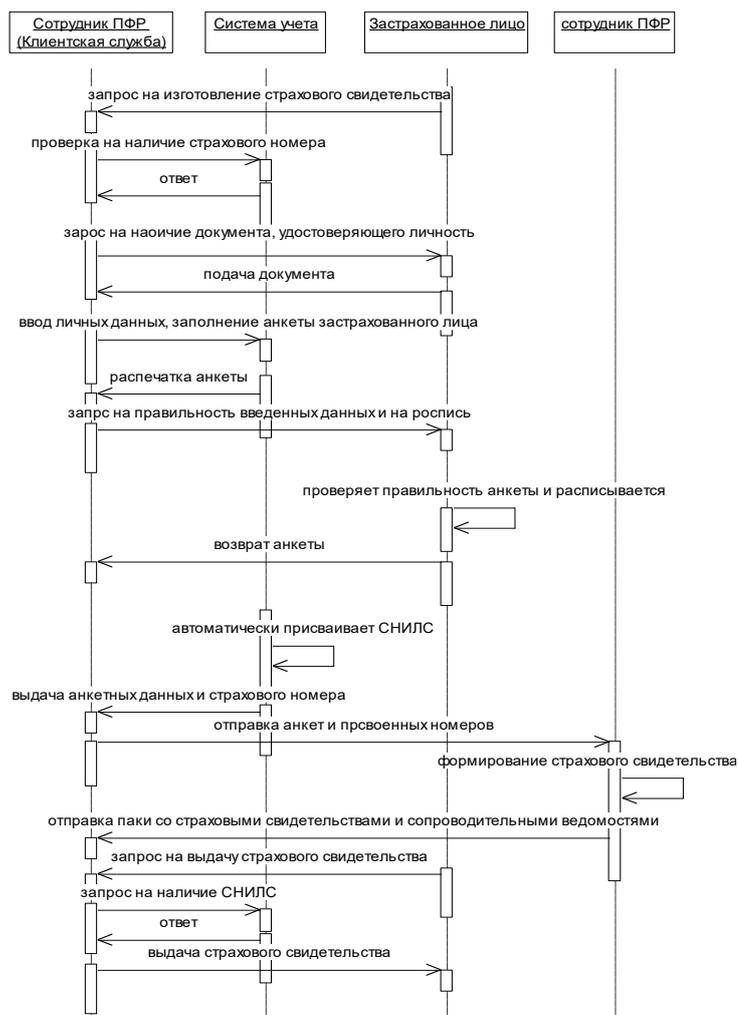 Сотрудник ПФР
(Клиентская служба)
Система учета
Застрахованное лицо
сотрудник ПФР
запрос на изготовление страхового свидетельства
проверка на наличие страхового номера
ответ
зарос на наоичие документа, удостоверяющего личность
подача документа
ввод личных данных, заполнение анкеты застрахованного лица
распечатка анкеты
запрс на правильность введенных данных и на роспись
проверяет правильность анкеты и расписывается
возврат анкеты
автоматически присваивает СНИЛС
выдача анкетных данных и страхового номера
отправка анкет и прсвоенных номеров
формирование страхового свидетельства
отправка паки со страховыми свидетельствами и сопроводительными ведомостями
запрос на выдачу страхового свидетельства
запрос на наличие СНИЛС
ответ
выдача страхового свидетельства